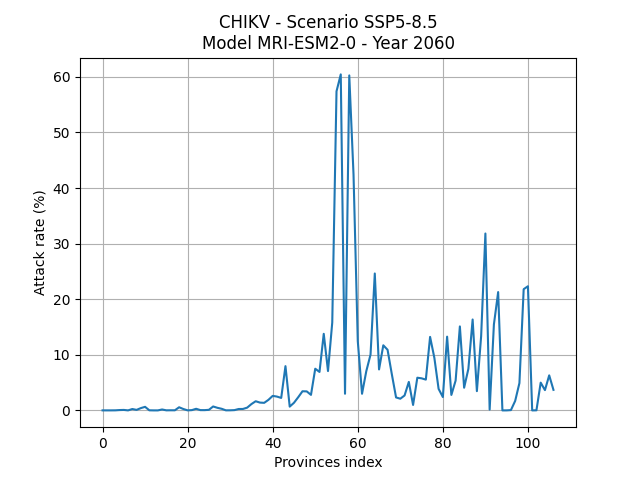 CHIKV - Scenario SSP5-8.5
Model MRI-ESM2-0 - Year 2060
Attack rate (%)
60
50
40
30
20
10
0
0 20 40 60 80 100
Provinces index